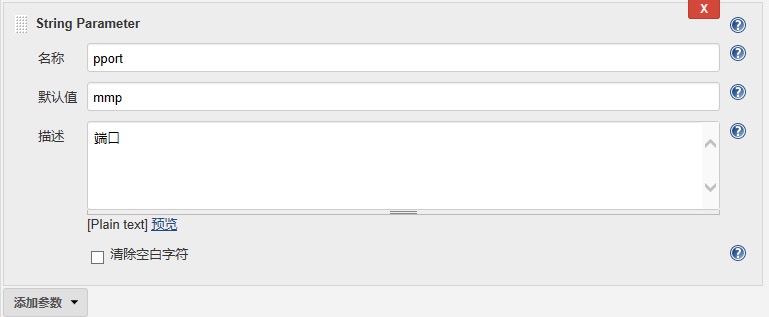 X
String Parameter
名称 pport
默认值 mmp
描述 端口
[Plain text] 预览
清除空白字符
添加参数